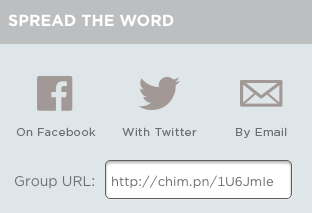 SPREAD THE WORD
On Facebook With Twitter By Email
Group URL: http://chim.pn/1U6Jmle